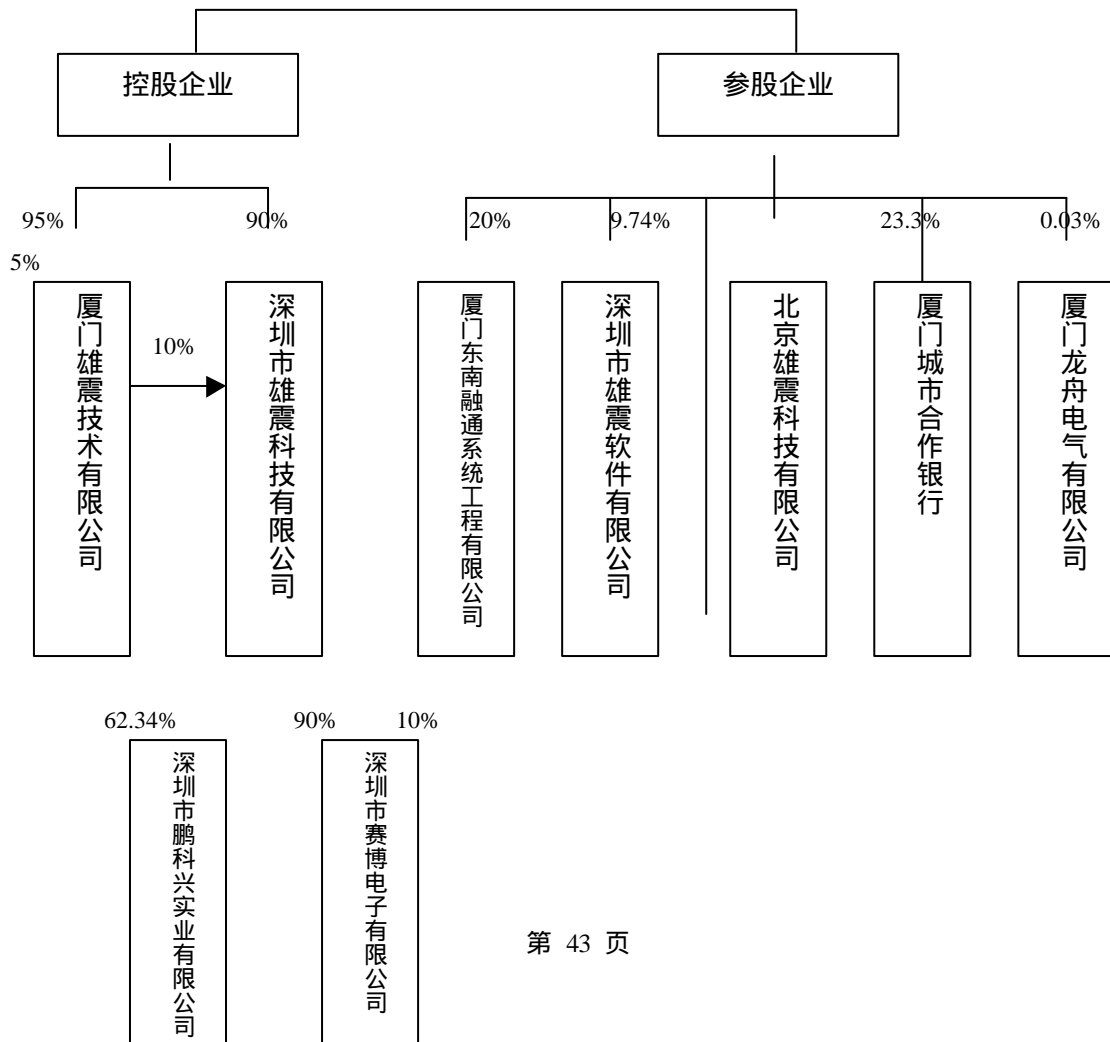 控股企业
参股企业
95%
90%
20%
9.74%
23.3%
0.03%
5%
10%
厦门雄震技术有限公司
深圳市雄震科技有限公司
厦门东南融通系统工程有限公司
深圳市雄震软件有限公司
北京雄震科技有限公司
厦门城市合作银行
厦门龙舟电气有限公司
62.34%
90%
10%
深圳市鹏科兴实业有限公司
深圳市赛博电子有限公司
第 43 页